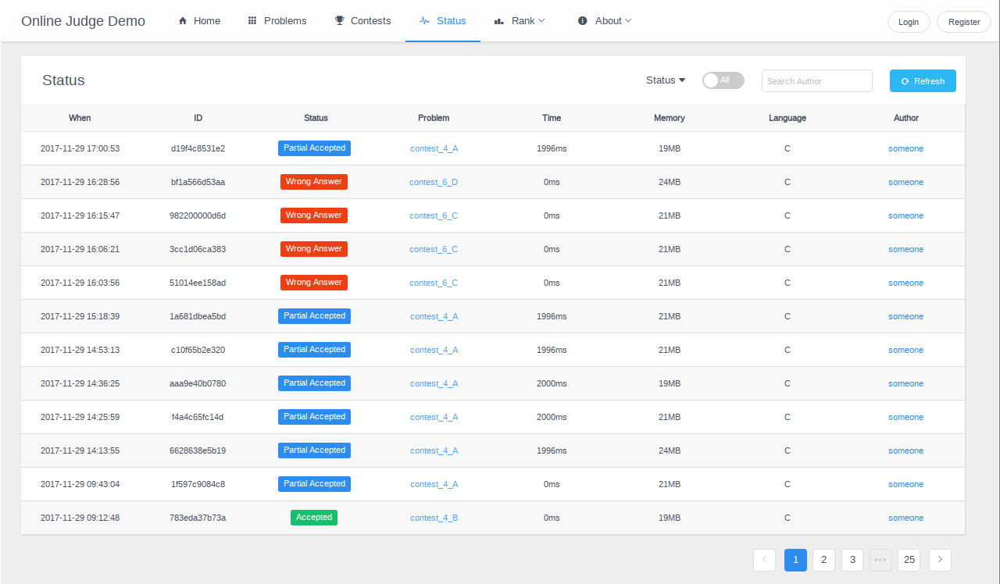 Online Judge Demo Home Problems Contests Status Rank About Login Register
Status Status All Search Author Refresh
When ID Status Problem Time Memory Language Author
2017-11-29 17:00:53 d19f4c8531e2 Partial Accepted contest_4_A 1996ms 19MB C someone
2017-11-29 16:28:56 bf1a566d53aa Wrong Answer contest_6_D 0ms 24MB C someone
2017-11-29 16:15:47 982200000d6d Wrong Answer contest_6_C 0ms 21MB C someone
2017-11-29 16:06:21 3cc1d06ca383 Wrong Answer contest_6_C 0ms 21MB C someone
2017-11-29 16:03:56 51014ee158ad Wrong Answer contest_6_C 0ms 21MB C someone
2017-11-29 15:18:39 1a681dbea5bd Partial Accepted contest_4_A 1996ms 21MB C someone
2017-11-29 14:53:13 c10f65b2e320 Partial Accepted contest_4_A 1996ms 21MB C someone
2017-11-29 14:36:25 aaa9e40b0780 Partial Accepted contest_4_A 2000ms 19MB C someone
2017-11-29 14:25:59 f4a4c65fc14d Partial Accepted contest_4_A 2000ms 21MB C someone
2017-11-29 14:13:55 6628638e5b19 Partial Accepted contest_4_A 1996ms 24MB C someone
2017-11-29 09:43:04 1f597c9084c8 Partial Accepted contest_4_A 0ms 21MB C someone
2017-11-29 09:12:48 783eda37b73a Accepted contest_4_B 0ms 19MB C someone
1 2 3 ••• 25